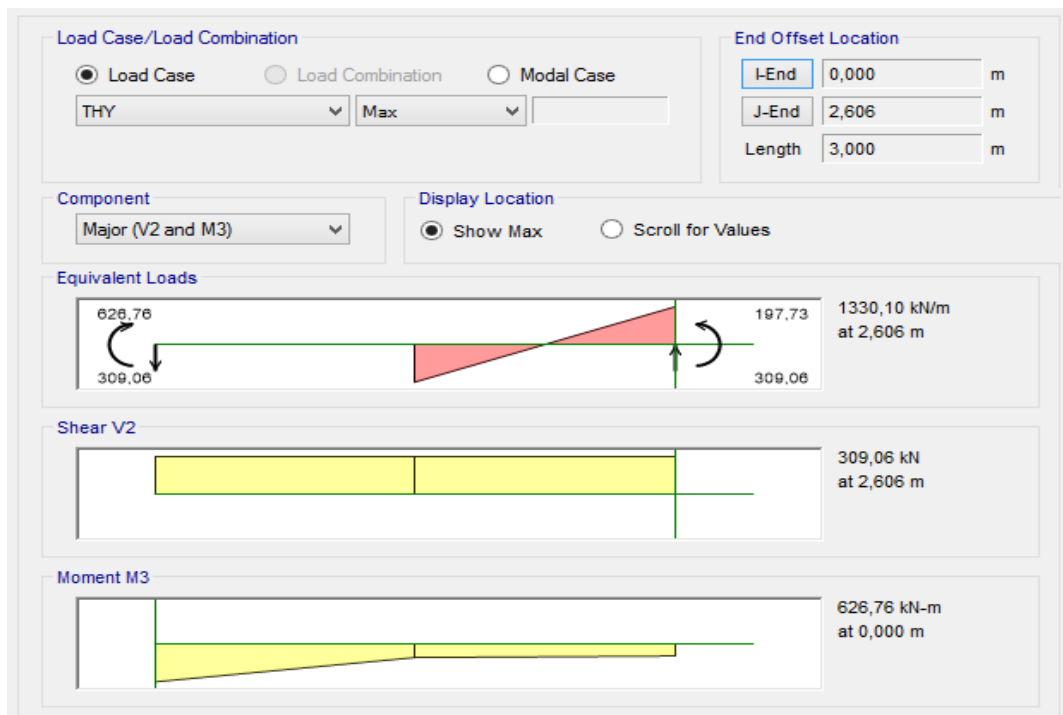 Load Case/Load Combination
Load Case
Load Combination
Modal Case
THY
Max
End Offset Location
I-End
0,000
m
J-End
2,606
m
Length
3,000
m
Component
Major (V2 and M3)
Display Location
Show Max
Scroll for Values
Equivalent Loads
626,76
309,06
197,73
309,06
1330,10 kN/m
at 2,606 m
Shear V2
309,06 kN
at 2,606 m
Moment M3
626,76 kN-m
at 0,000 m